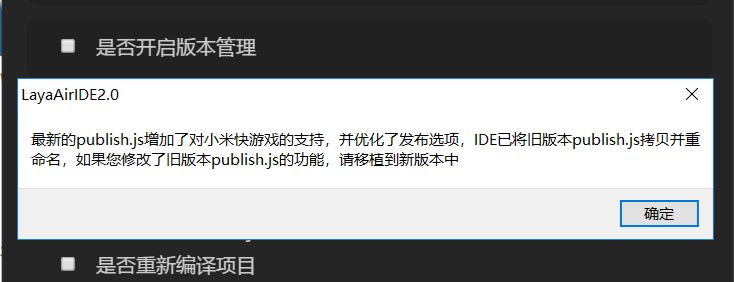 是否开启版本管理
LayaAirIDE2.0
最新的publish.js增加了对小米快游戏的支持，并优化了发布选项，IDE已将旧版本publish.js拷贝并重
命名，如果您修改了旧版本publish.js的功能，请移植到新版本中
确定
是否重新编译项目